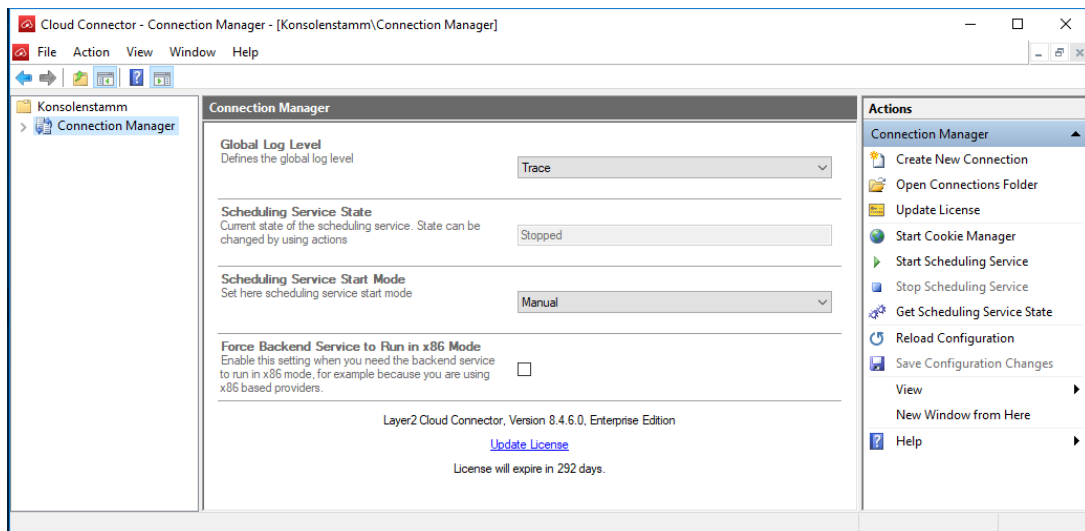 Cloud Connector - Connection Manager - [Konsolenstamm\Connection Manager]
File Action View Window Help
Konsolenstamm
Connection Manager
Connection Manager
Global Log Level
Defines the global log level
Trace
Scheduling Service State
Current state of the scheduling service. State can be
changed by using actions
Stopped
Scheduling Service Start Mode
Set here scheduling service start mode
Manual
Force Backend Service to Run in x86 Mode
Enable this setting when you need the backend service
to run in x86 mode, for example because you are using
x86 based providers.
Layer2 Cloud Connector, Version 8.4.6.0, Enterprise Edition
Update License
License will expire in 292 days.
Actions
Connection Manager
Create New Connection
Open Connections Folder
Update License
Start Cookie Manager
Start Scheduling Service
Stop Scheduling Service
Get Scheduling Service State
Reload Configuration
Save Configuration Changes
View
New Window from Here
Help